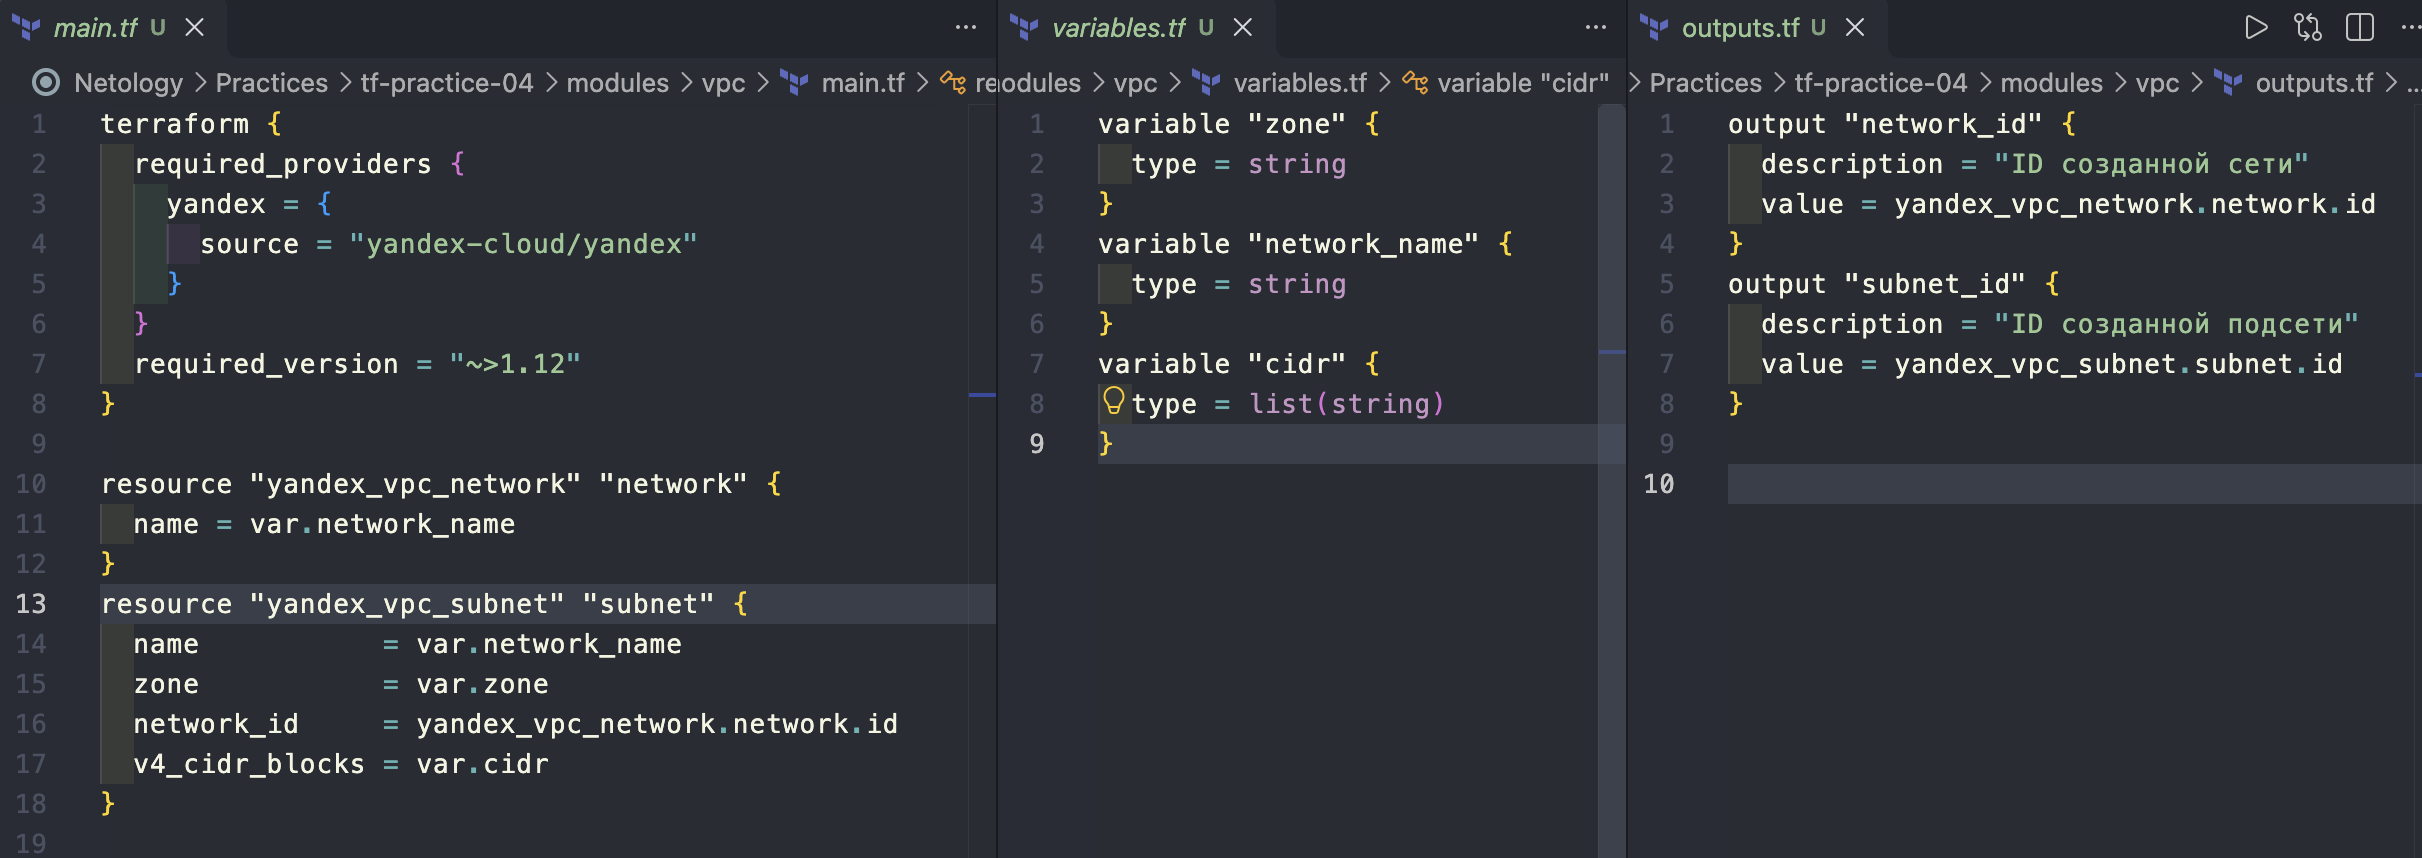 main.tf U
Netology > Practices > tf-practice-04 > modules > vpc > main.tf > re
1 terraform {
2   required_providers {
3     yandex = {
4       source = "yandex-cloud/yandex"
5     }
6   }
7   required_version = "~>1.12"
8 }
9
10 resource "yandex_vpc_network" "network" {
11   name = var.network_name
12 }
13 resource "yandex_vpc_subnet" "subnet" {
14   name           = var.network_name
15   zone           = var.zone
16   network_id     = yandex_vpc_network.network.id
17   v4_cidr_blocks = var.cidr
18 }
19
variables.tf U
modules > vpc > variables.tf > variable "cidr"
1 variable "zone" {
2   type = string
3 }
4 variable "network_name" {
5   type = string
6 }
7 variable "cidr" {
8   type = list(string)
9 }
outputs.tf U
> Practices > tf-practice-04 > modules > vpc > outputs.tf > ...
1 output "network_id" {
2   description = "ID созданной сети"
3   value = yandex_vpc_network.network.id
4 }
5 output "subnet_id" {
6   description = "ID созданной подсети"
7   value = yandex_vpc_subnet.subnet.id
8 }
9
10